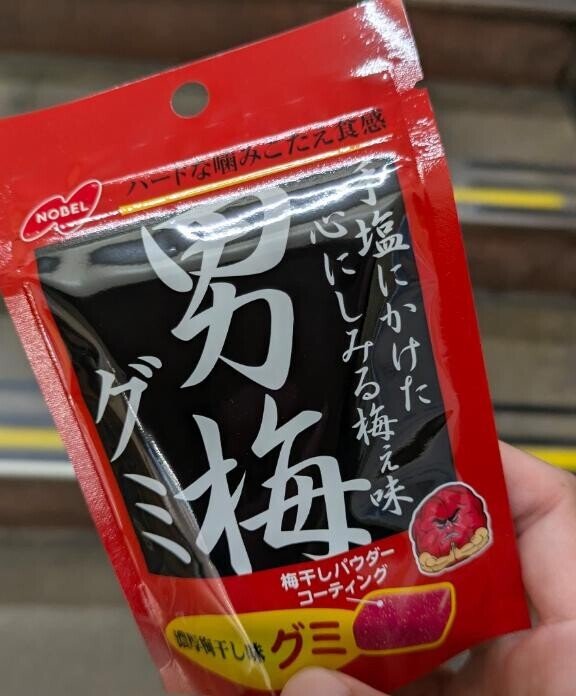 ハードな噛みごたえ食感
NOBEL
男梅
グミ
手塩にかけた
心にしみる梅ぇ味
梅干しパウダー
コーティング
濃厚梅干し味
グミ